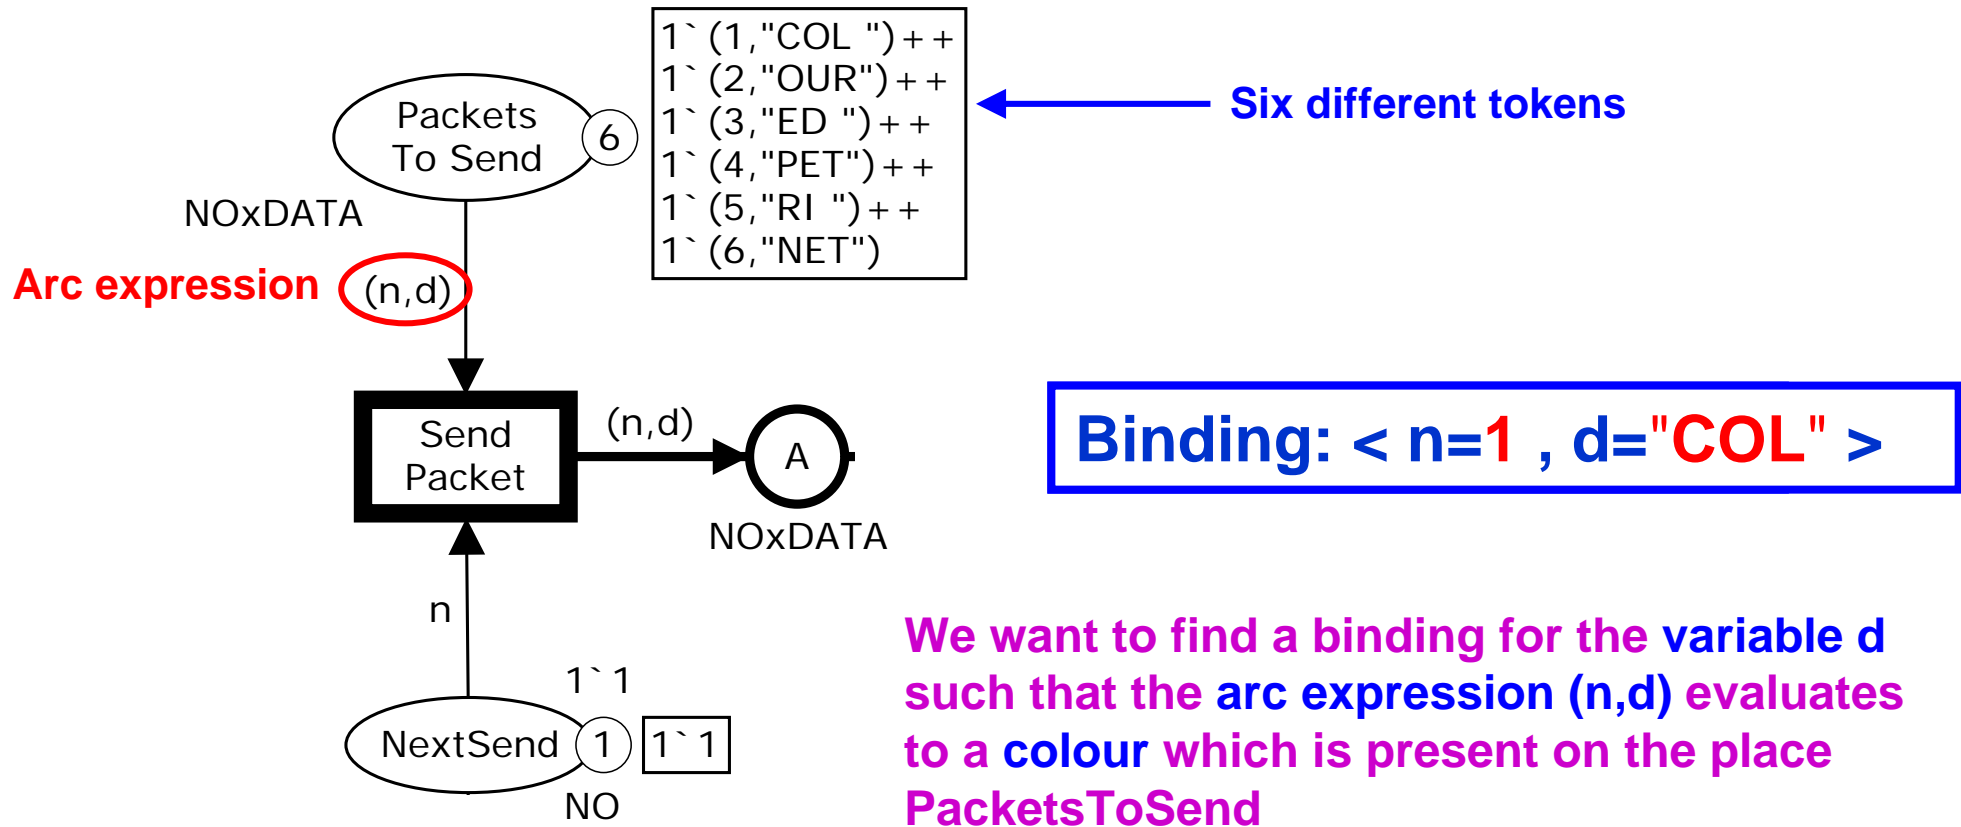 1`(1,"COL ")++
1`(2,"OUR")++
1`(3,"ED ")++
1`(4,"PET")++
1`(5,"RI ")++
1`(6,"NET")
Six different tokens
Packets
To Send
6
NOxDATA
Arc expression
(n,d)
Send
Packet
(n,d)
A
NOxDATA
Binding: < n=1 , d="COL" >
n
1`1
NextSend
1
1`1
NO
We want to find a binding for the variable d
such that the arc expression (n,d) evaluates
to a colour which is present on the place
PacketsToSend